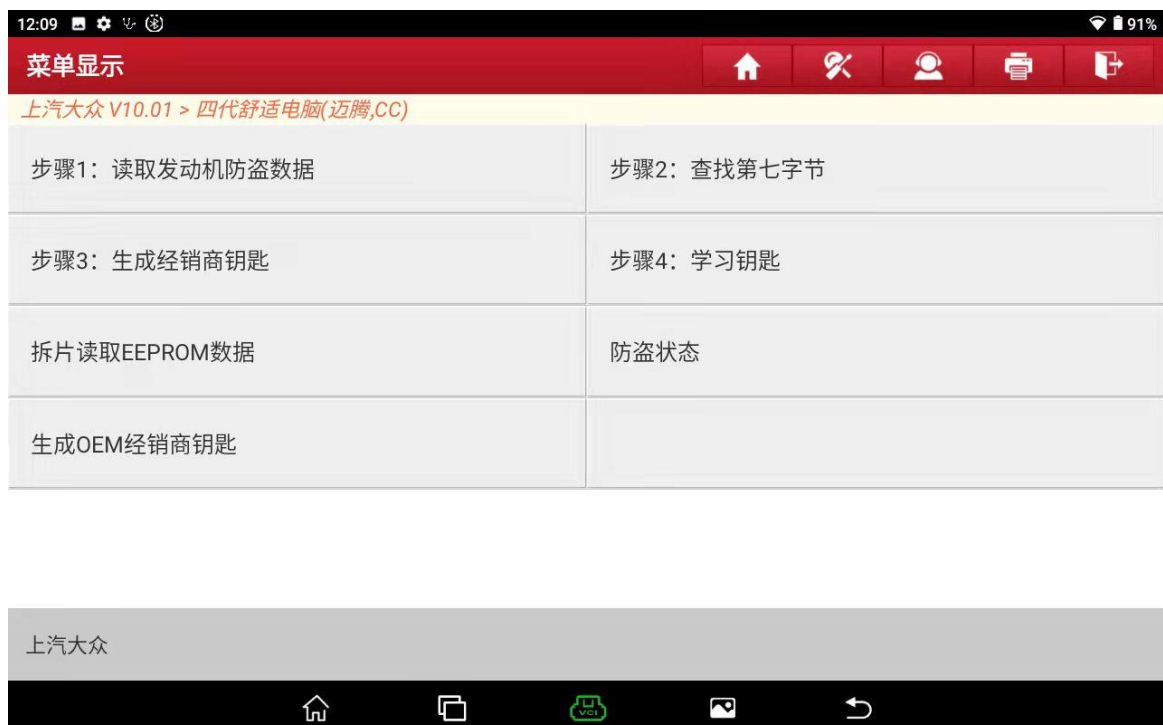 12:09
91%
菜单显示
上汽大众 V10.01 > 四代舒适电脑(迈腾,CC)
步骤1：读取发动机防盗数据
步骤2：查找第七字节
步骤3：生成经销商钥匙
步骤4：学习钥匙
拆片读取EEPROM数据
防盗状态
生成OEM经销商钥匙
上汽大众
VCI